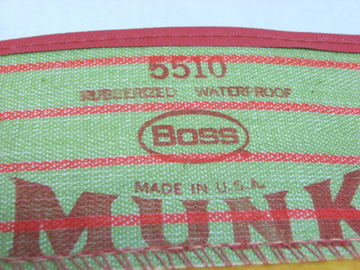 5510
RUBBERIZED WATERPROOF
BOSS
MADE IN U.S.A.
MUNK